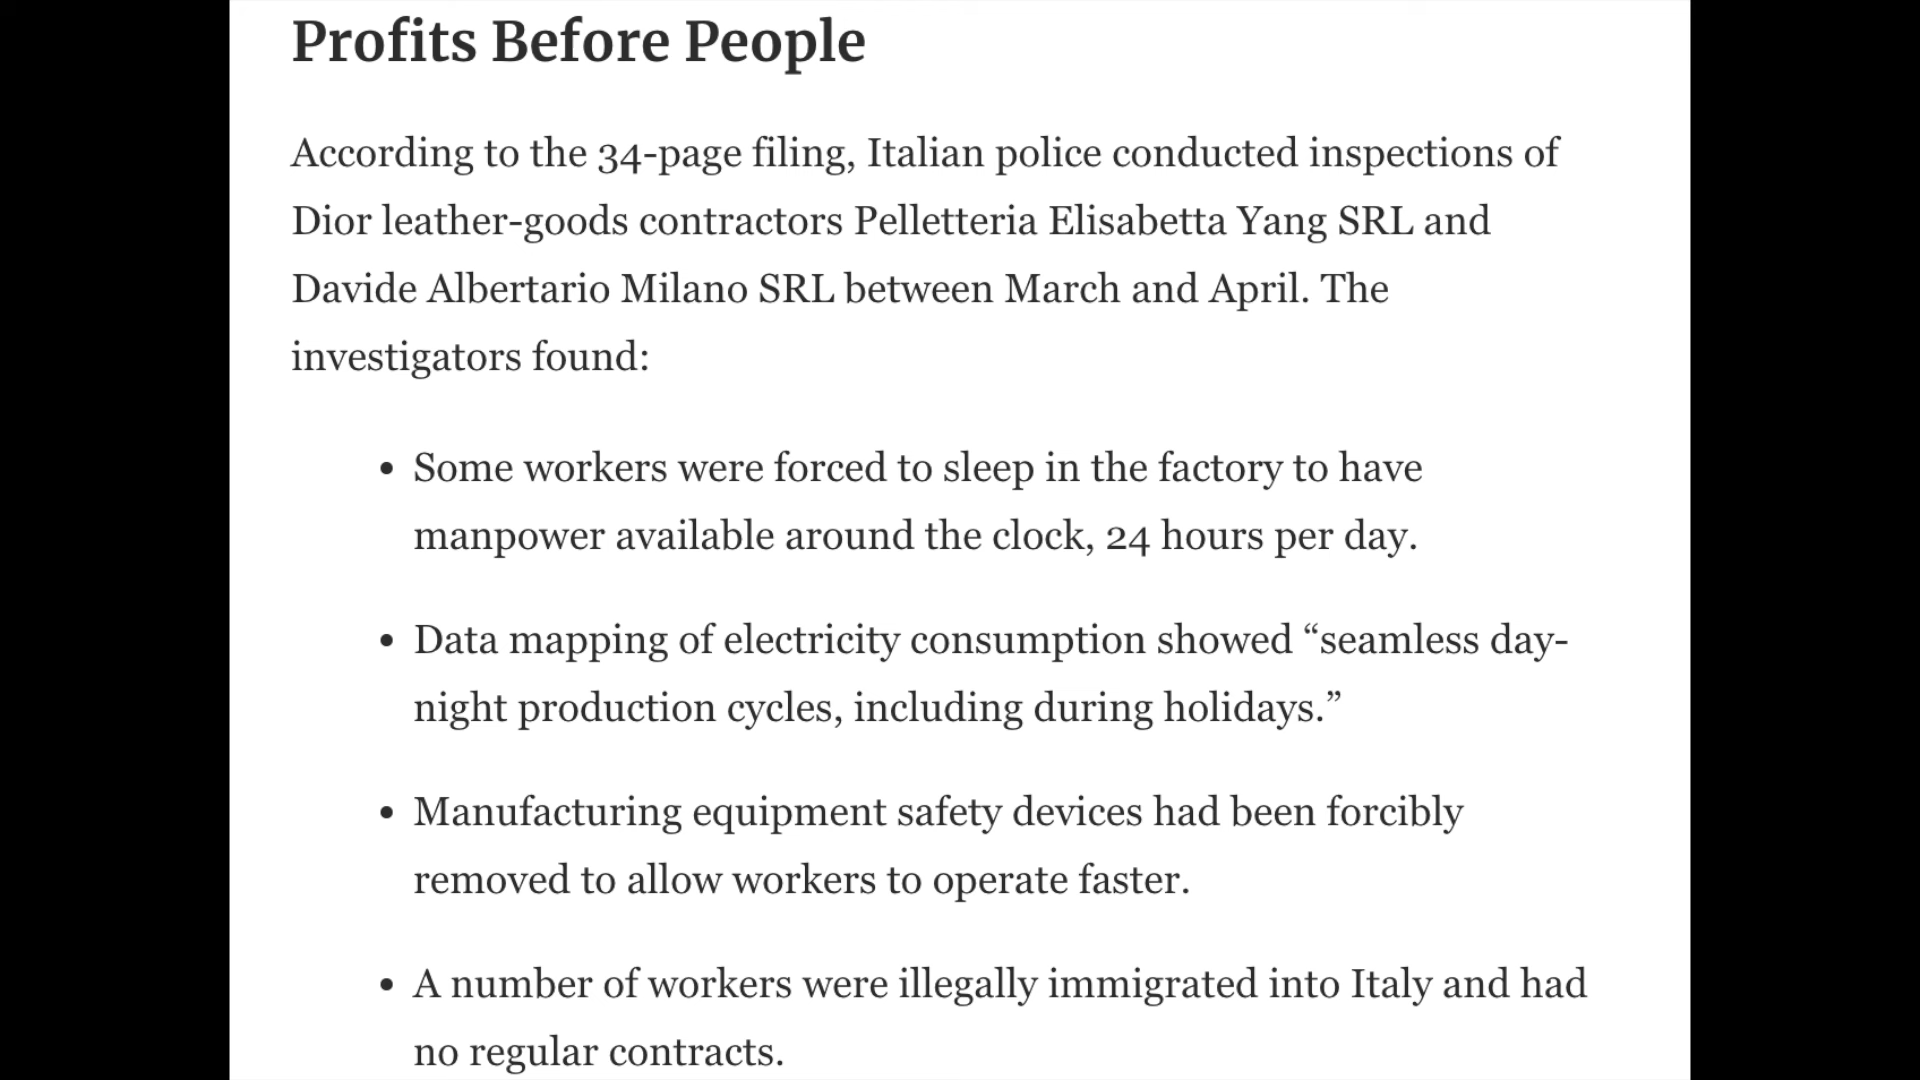 Profits Before People
According to the 34-page filing, Italian police conducted inspections of
Dior leather-goods contractors Pelletteria Elisabetta Yang SRL and
Davide Albertario Milano SRL between March and April. The
investigators found:
• Some workers were forced to sleep in the factory to have
manpower available around the clock, 24 hours per day.
• Data mapping of electricity consumption showed “seamless day-
night production cycles, including during holidays.”
• Manufacturing equipment safety devices had been forcibly
removed to allow workers to operate faster.
• A number of workers were illegally immigrated into Italy and had
no regular contracts.